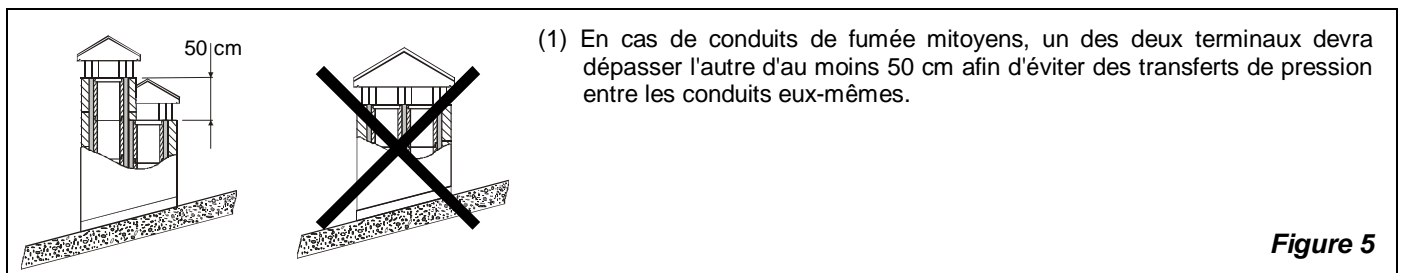 50 cm
(1) En cas de conduits de fumée mitoyens, un des deux terminaux devra
dépasser l'autre d'au moins 50 cm afin d'éviter des transferts de pression
entre les conduits eux-mêmes.
Figure 5